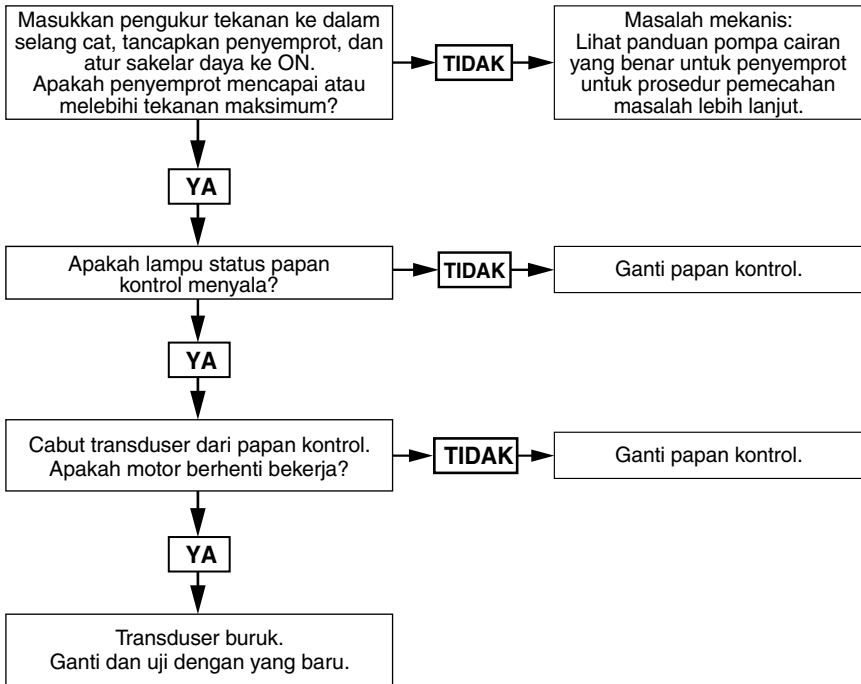 Masukkan pengukur tekanan ke dalam
selang cat, tancapkan penyemprot, dan
atur sakelar daya ke ON.
Apakah penyemprot mencapai atau
melebihi tekanan maksimum?
TIDAK
Masalah mekanis:
Lihat panduan pompa cairan
yang benar untuk penyemprot
untuk prosedur pemecahan
masalah lebih lanjut.
YA
Apakah lampu status papan
kontrol menyala?
TIDAK
Ganti papan kontrol.
YA
Cabut transduser dari papan kontrol.
Apakah motor berhenti bekerja?
TIDAK
Ganti papan kontrol.
YA
Transduser buruk.
Ganti dan uji dengan yang baru.